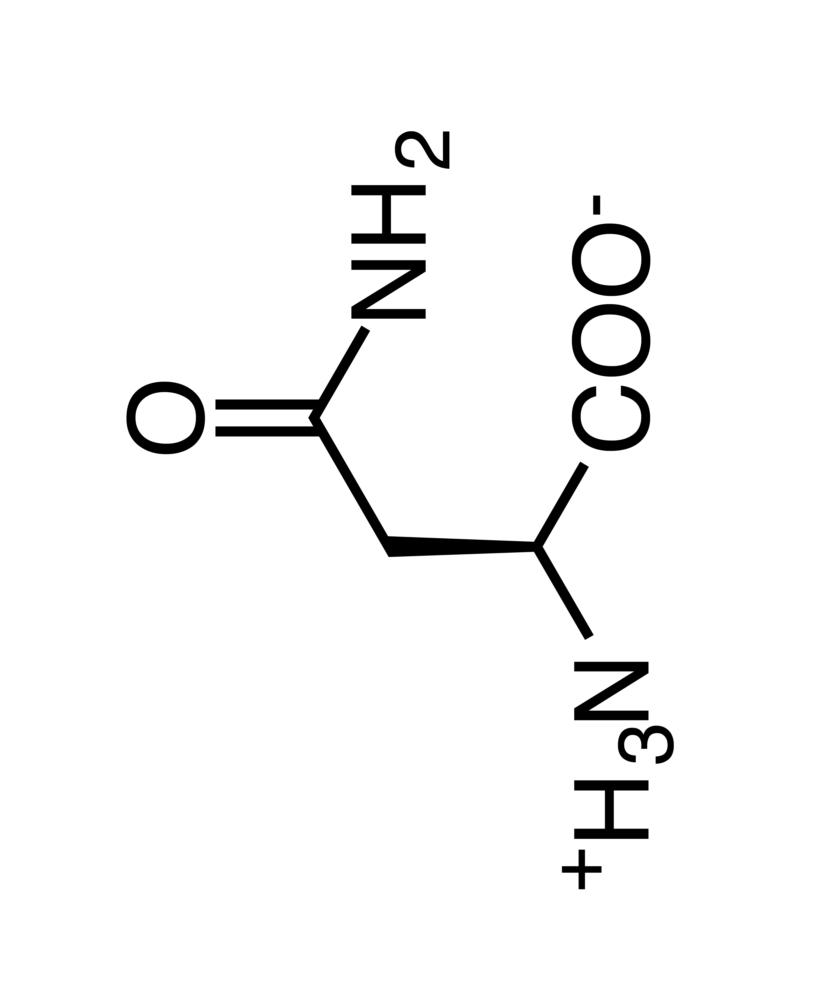 O
NH2
+H3N
COO-